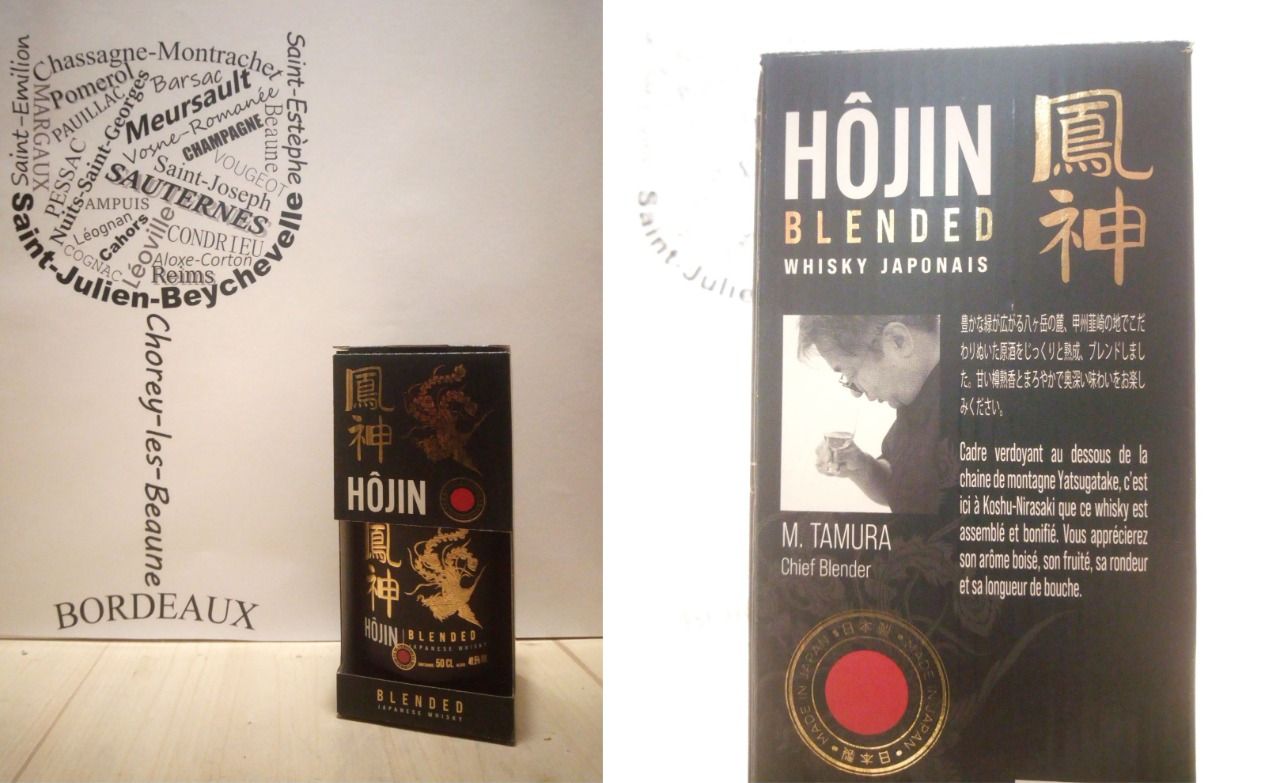 Saint-Emilion
Chassagne-Montrachet
Saint-Estèphe
MARGAUX
Pomerol
Barsac
PAUILLAC
Meursault
Vosne-Romanée
CHAMPAGNE
Beaune
Nuits-Saint-Georges
VOUGEOT
PESSAC
Saint-Joseph
SAUTERNES
AMPUIS
Léognan
Cahors
CONDRIEU
COGNAC
Léoville
Aloxe-Corton
Reims
Saint-Julien-Beychevelle
Chorey-les-Beaune
BORDEAUX
鳳神
HÔJIN
鳳神
HÔJIN BLENDED
JAPANESE WHISKY
50 CL
BLENDED
JAPANESE WHISKY
Saint-Juli
HÔJIN
BLENDED
WHISKY JAPONAIS
鳳神
豊かな緑が広がる八ヶ岳の麓、甲州韮崎の地でこだ
わりぬいた原酒をじっくりと熟成、ブレンドしまし
た。甘い樽熟香とまろやかで奥深い味わいをお楽し
みください。
Cadre verdoyant au dessous de la
chaine de montagne Yatsugatake, c'est
ici à Koshu-Nirasaki que ce whisky est
assemblé et bonifié. Vous apprécierez
son arôme boisé, son fruité, sa rondeur
et sa longueur de bouche.
M. TAMURA
Chief Blender
日本製 • MADE IN JAPAN • 日本製 • MADE IN JAPAN